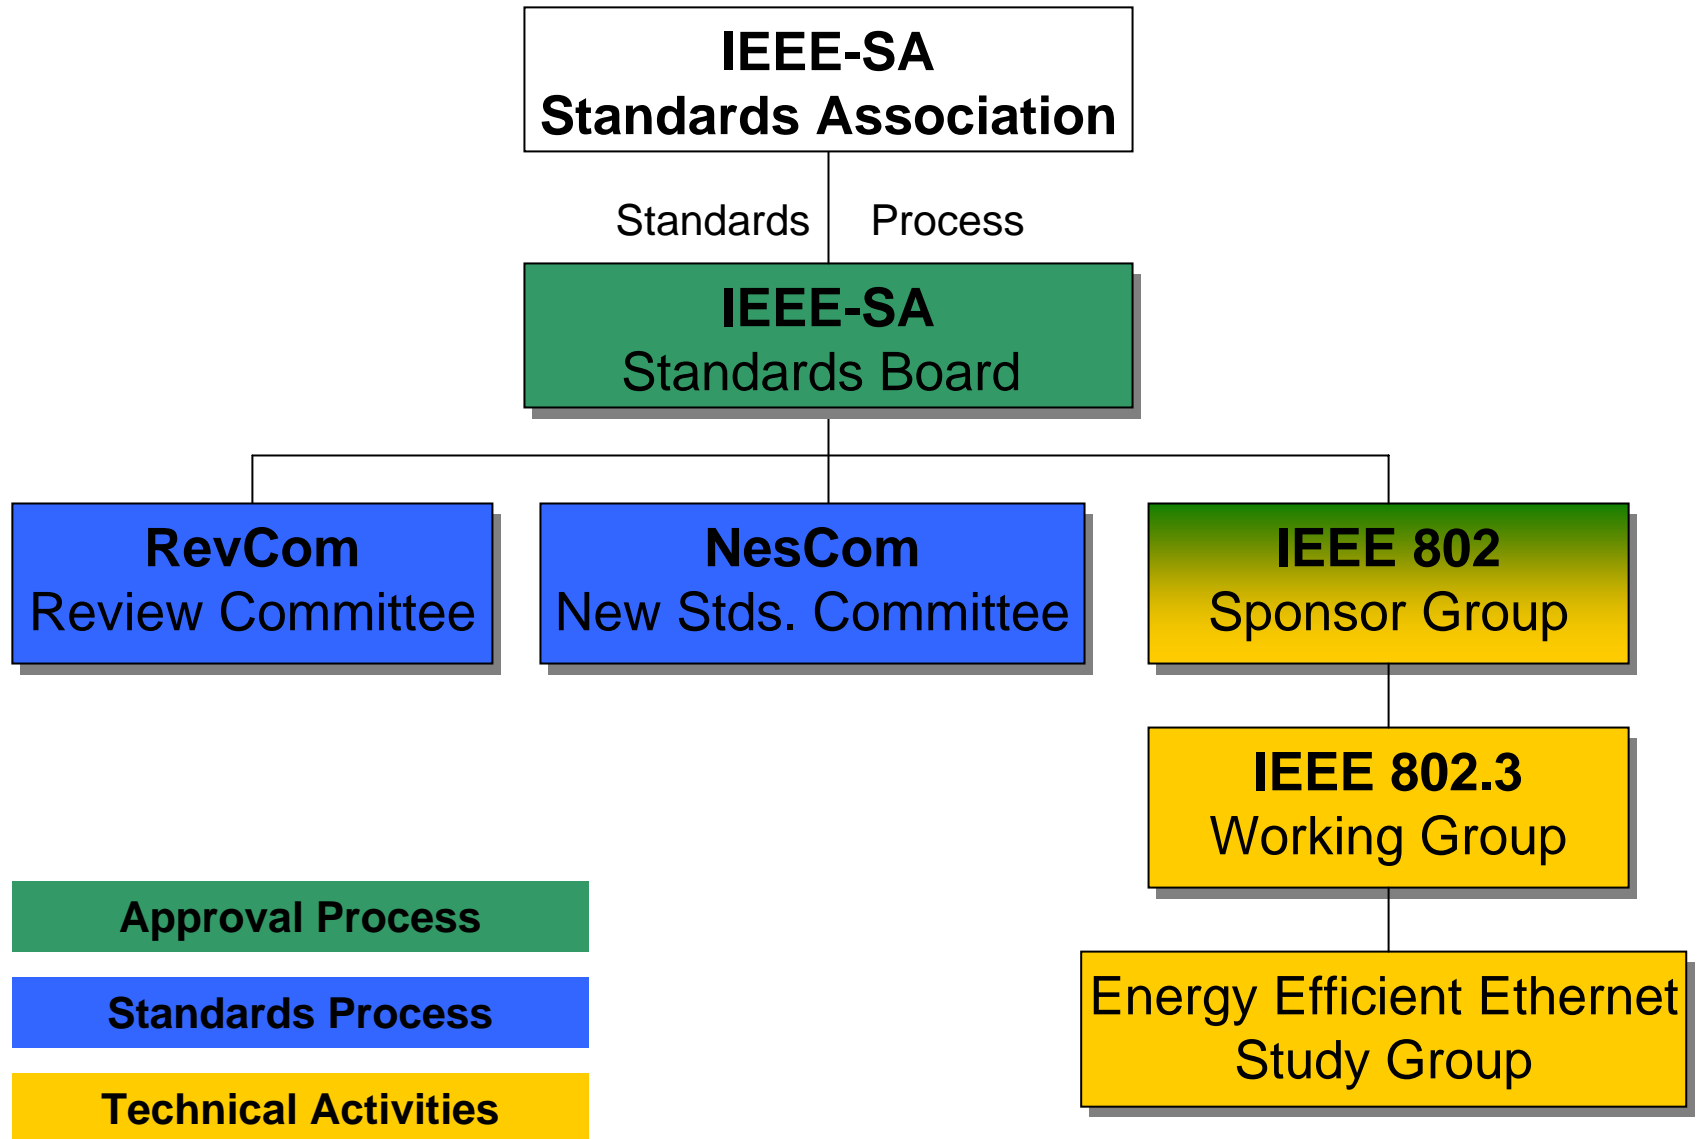 IEEE-SA
Standards Association
Standards Process
IEEE-SA
Standards Board
RevCom
Review Committee
NesCom
New Stds. Committee
IEEE 802
Sponsor Group
IEEE 802.3
Working Group
Energy Efficient Ethernet
Study Group
Approval Process
Standards Process
Technical Activities